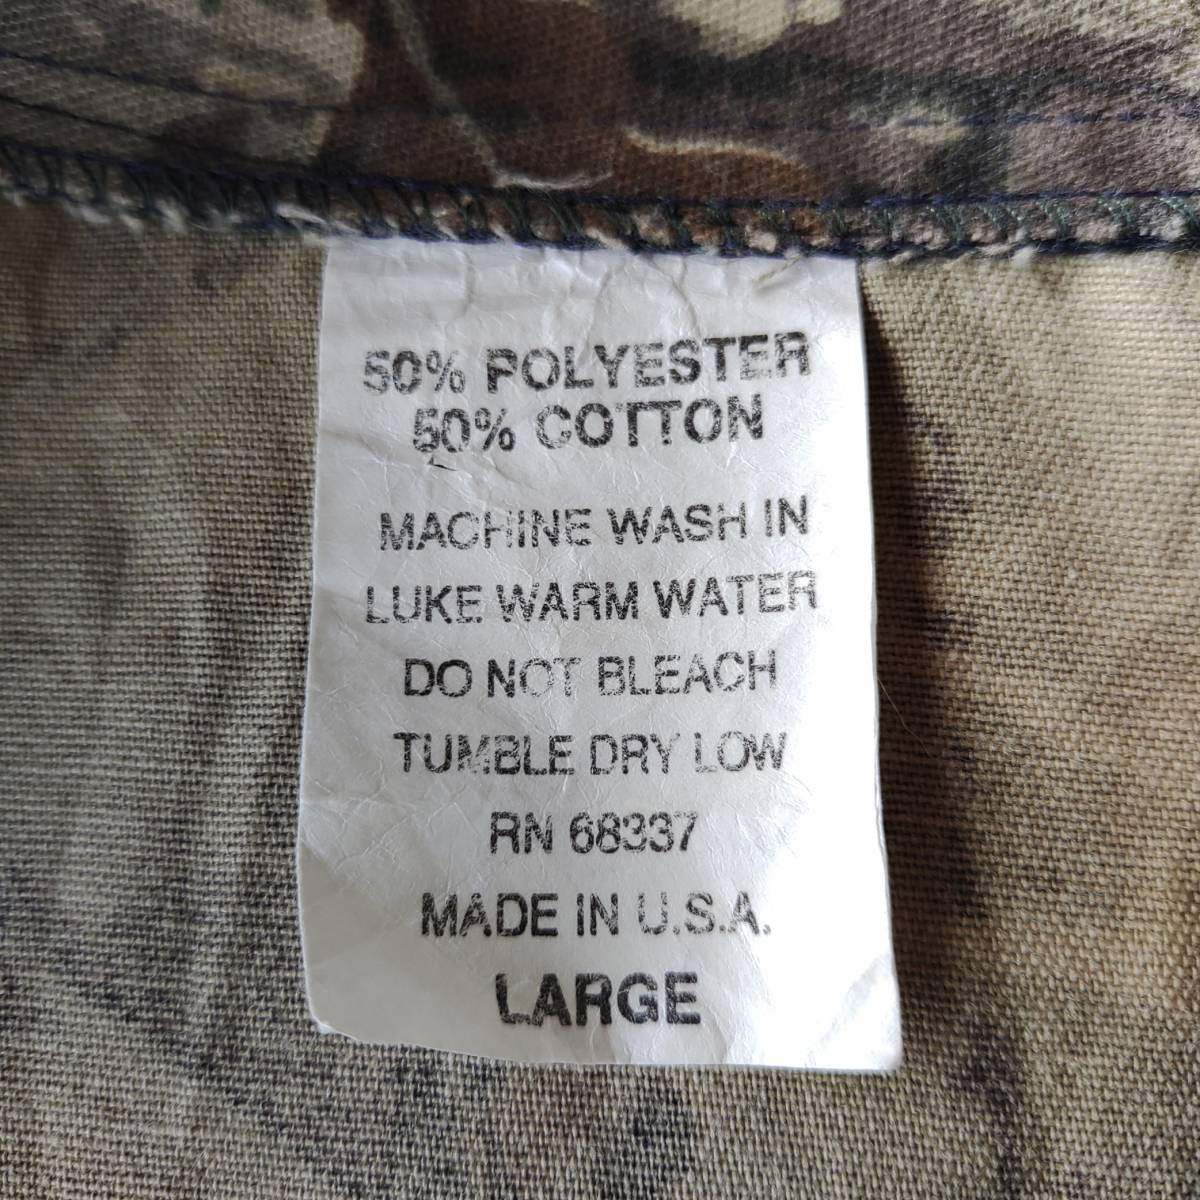 50% POLYESTER
50% COTTON
MACHINE WASH IN
LUKE WARM WATER
DO NOT BLEACH
TUMBLE DRY LOW
RN 68337
MADE IN U.S.A.
LARGE